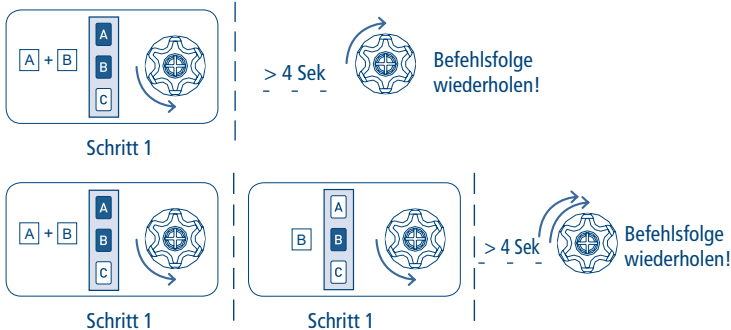 A + B
A
B
C
> 4 Sek
Befehlsfolge
wiederholen!
Schritt 1
A + B
A
B
C
B
A
B
C
> 4 Sek
Befehlsfolge
wiederholen!
Schritt 1
Schritt 1